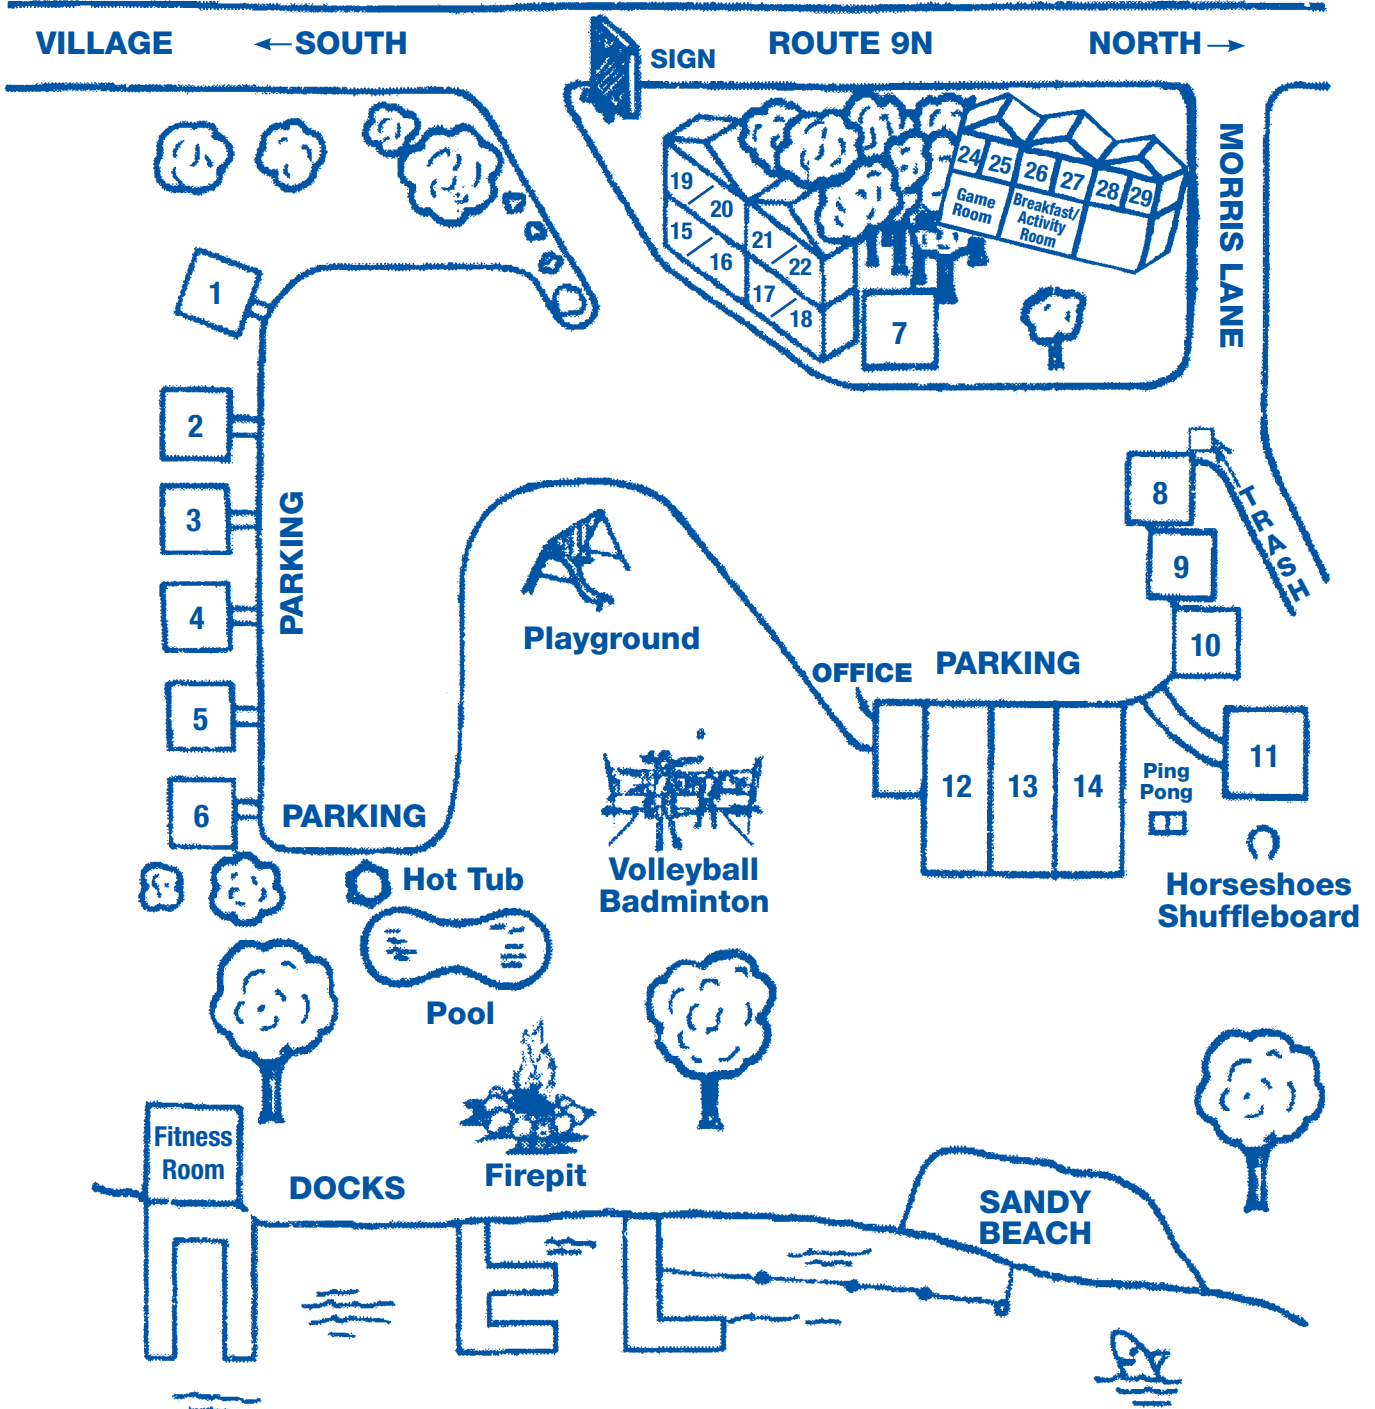 VILLAGE ←SOUTH SIGN ROUTE 9N NORTH→
MORRIS LANE
19
20
15
16
21
22
17
18
24
25
26
27
28
29
Game
Room
Breakfast/
Activity
Room
7
1
2
3
4
5
6
PARKING
PARKING
Playground
8
9
10
11
TRASH
OFFICE
PARKING
12
13
14
Ping
Pong
Horseshoes
Shuffleboard
Volleyball
Badminton
Hot Tub
Pool
Firepit
Fitness
Room
DOCKS
SANDY
BEACH